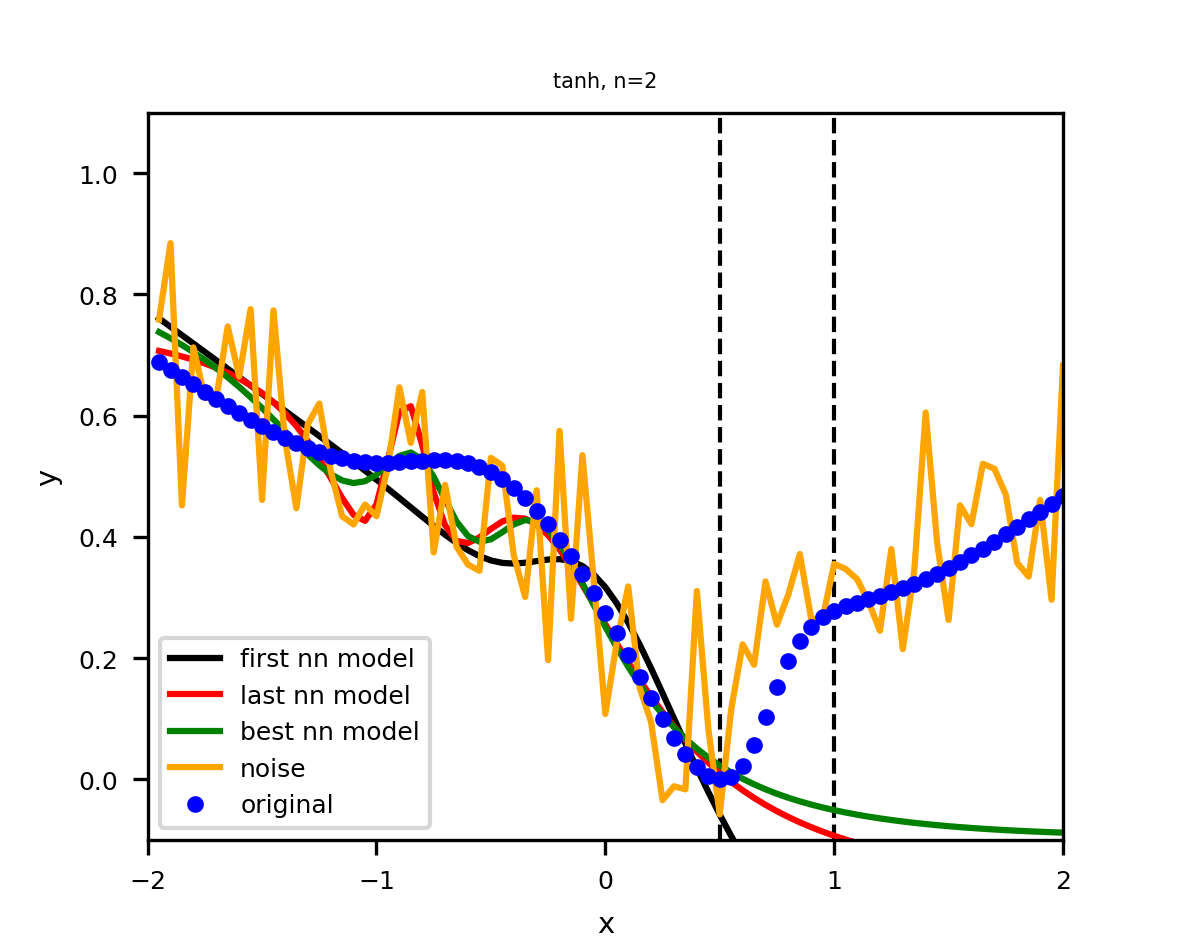 tanh, n=2
1.0
0.8
0.6
0.4
0.2
0.0
y
first nn model
last nn model
best nn model
noise
original
−2
−1
0
1
2
x